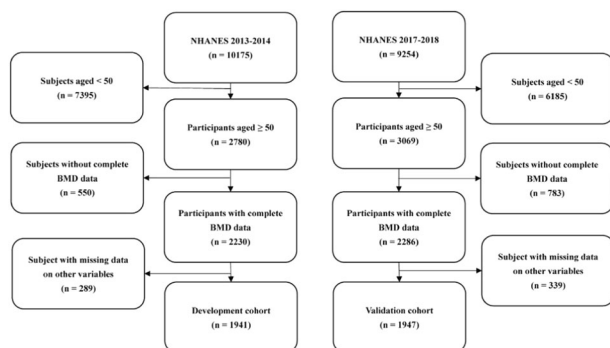 NHANES 2013-2014
(n = 10175)
Subjects aged < 50
(n = 7395)
Participants aged ≥ 50
(n = 2780)
Subjects without complete
BMD data
(n = 550)
Participants with complete
BMD data
(n = 2230)
Subject with missing data
on other variables
(n = 289)
Development cohort
(n = 1941)
NHANES 2017-2018
(n = 9254)
Subjects aged < 50
(n = 6185)
Participants aged ≥ 50
(n = 3069)
Subjects without complete
BMD data
(n = 783)
Participants with complete
BMD data
(n = 2286)
Subject with missing data
on other variables
(n = 339)
Validation cohort
(n = 1947)